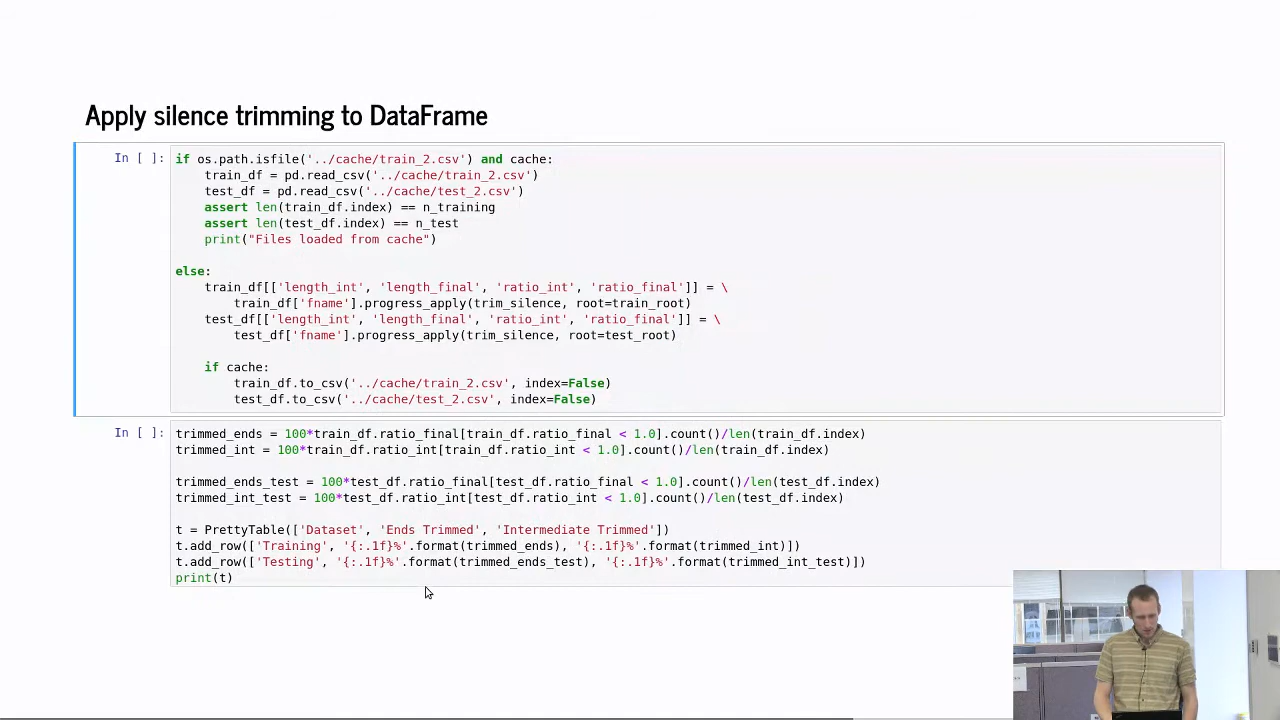 Apply silence trimming to DataFrame
In [ ]:
if os.path.isfile('../cache/train_2.csv') and cache:
    train_df = pd.read_csv('../cache/train_2.csv')
    test_df = pd.read_csv('../cache/test_2.csv')
    assert len(train_df.index) == n_training
    assert len(test_df.index) == n_test
    print("Files loaded from cache")
else:
    train_df[['length_int', 'length_final', 'ratio_int', 'ratio_final']] = \
        train_df['fname'].progress_apply(trim_silence, root=train_root)
    test_df[['length_int', 'length_final', 'ratio_int', 'ratio_final']] = \
        test_df['fname'].progress_apply(trim_silence, root=test_root)
    if cache:
        train_df.to_csv('../cache/train_2.csv', index=False)
        test_df.to_csv('../cache/test_2.csv', index=False)
In [ ]:
trimmed_ends = 100*train_df.ratio_final[train_df.ratio_final < 1.0].count()/len(train_df.index)
trimmed_int = 100*train_df.ratio_int[train_df.ratio_int < 1.0].count()/len(train_df.index)
trimmed_ends_test = 100*test_df.ratio_final[test_df.ratio_final < 1.0].count()/len(test_df.index)
trimmed_int_test = 100*test_df.ratio_int[test_df.ratio_int < 1.0].count()/len(test_df.index)
t = PrettyTable(['Dataset', 'Ends Trimmed', 'Intermediate Trimmed'])
t.add_row(['Training', '{:.1f}%'.format(trimmed_ends), '{:.1f}%'.format(trimmed_int)])
t.add_row(['Testing', '{:.1f}%'.format(trimmed_ends_test), '{:.1f}%'.format(trimmed_int_test)])
print(t)